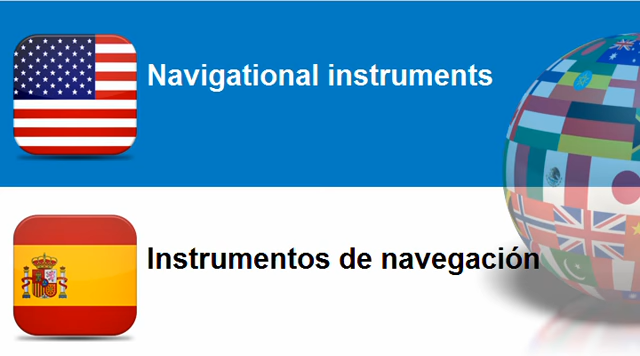 Navigational instruments
Instrumentos de navegación